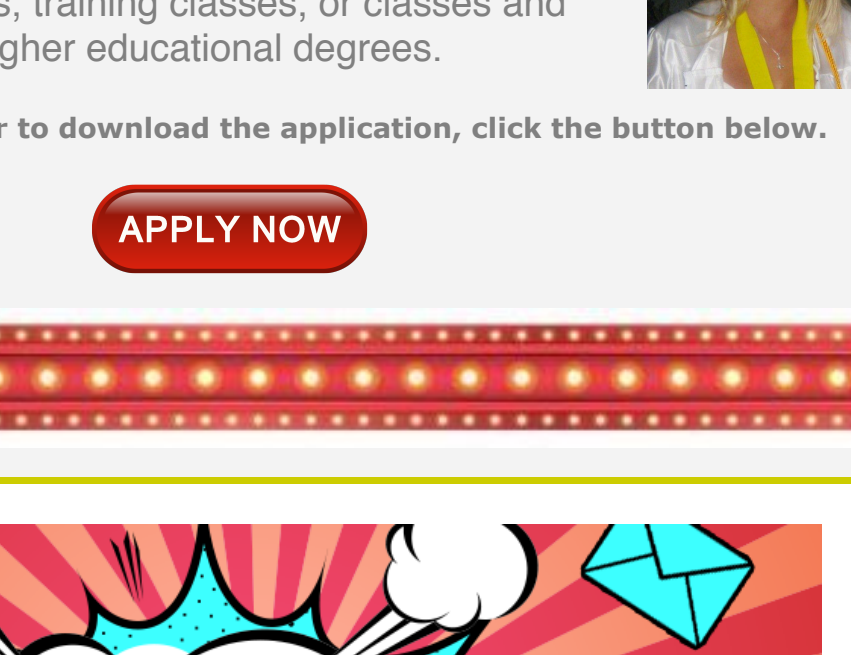 s, training classes, or classes and
gher educational degrees.
r to download the application, click the button below.
APPLY NOW